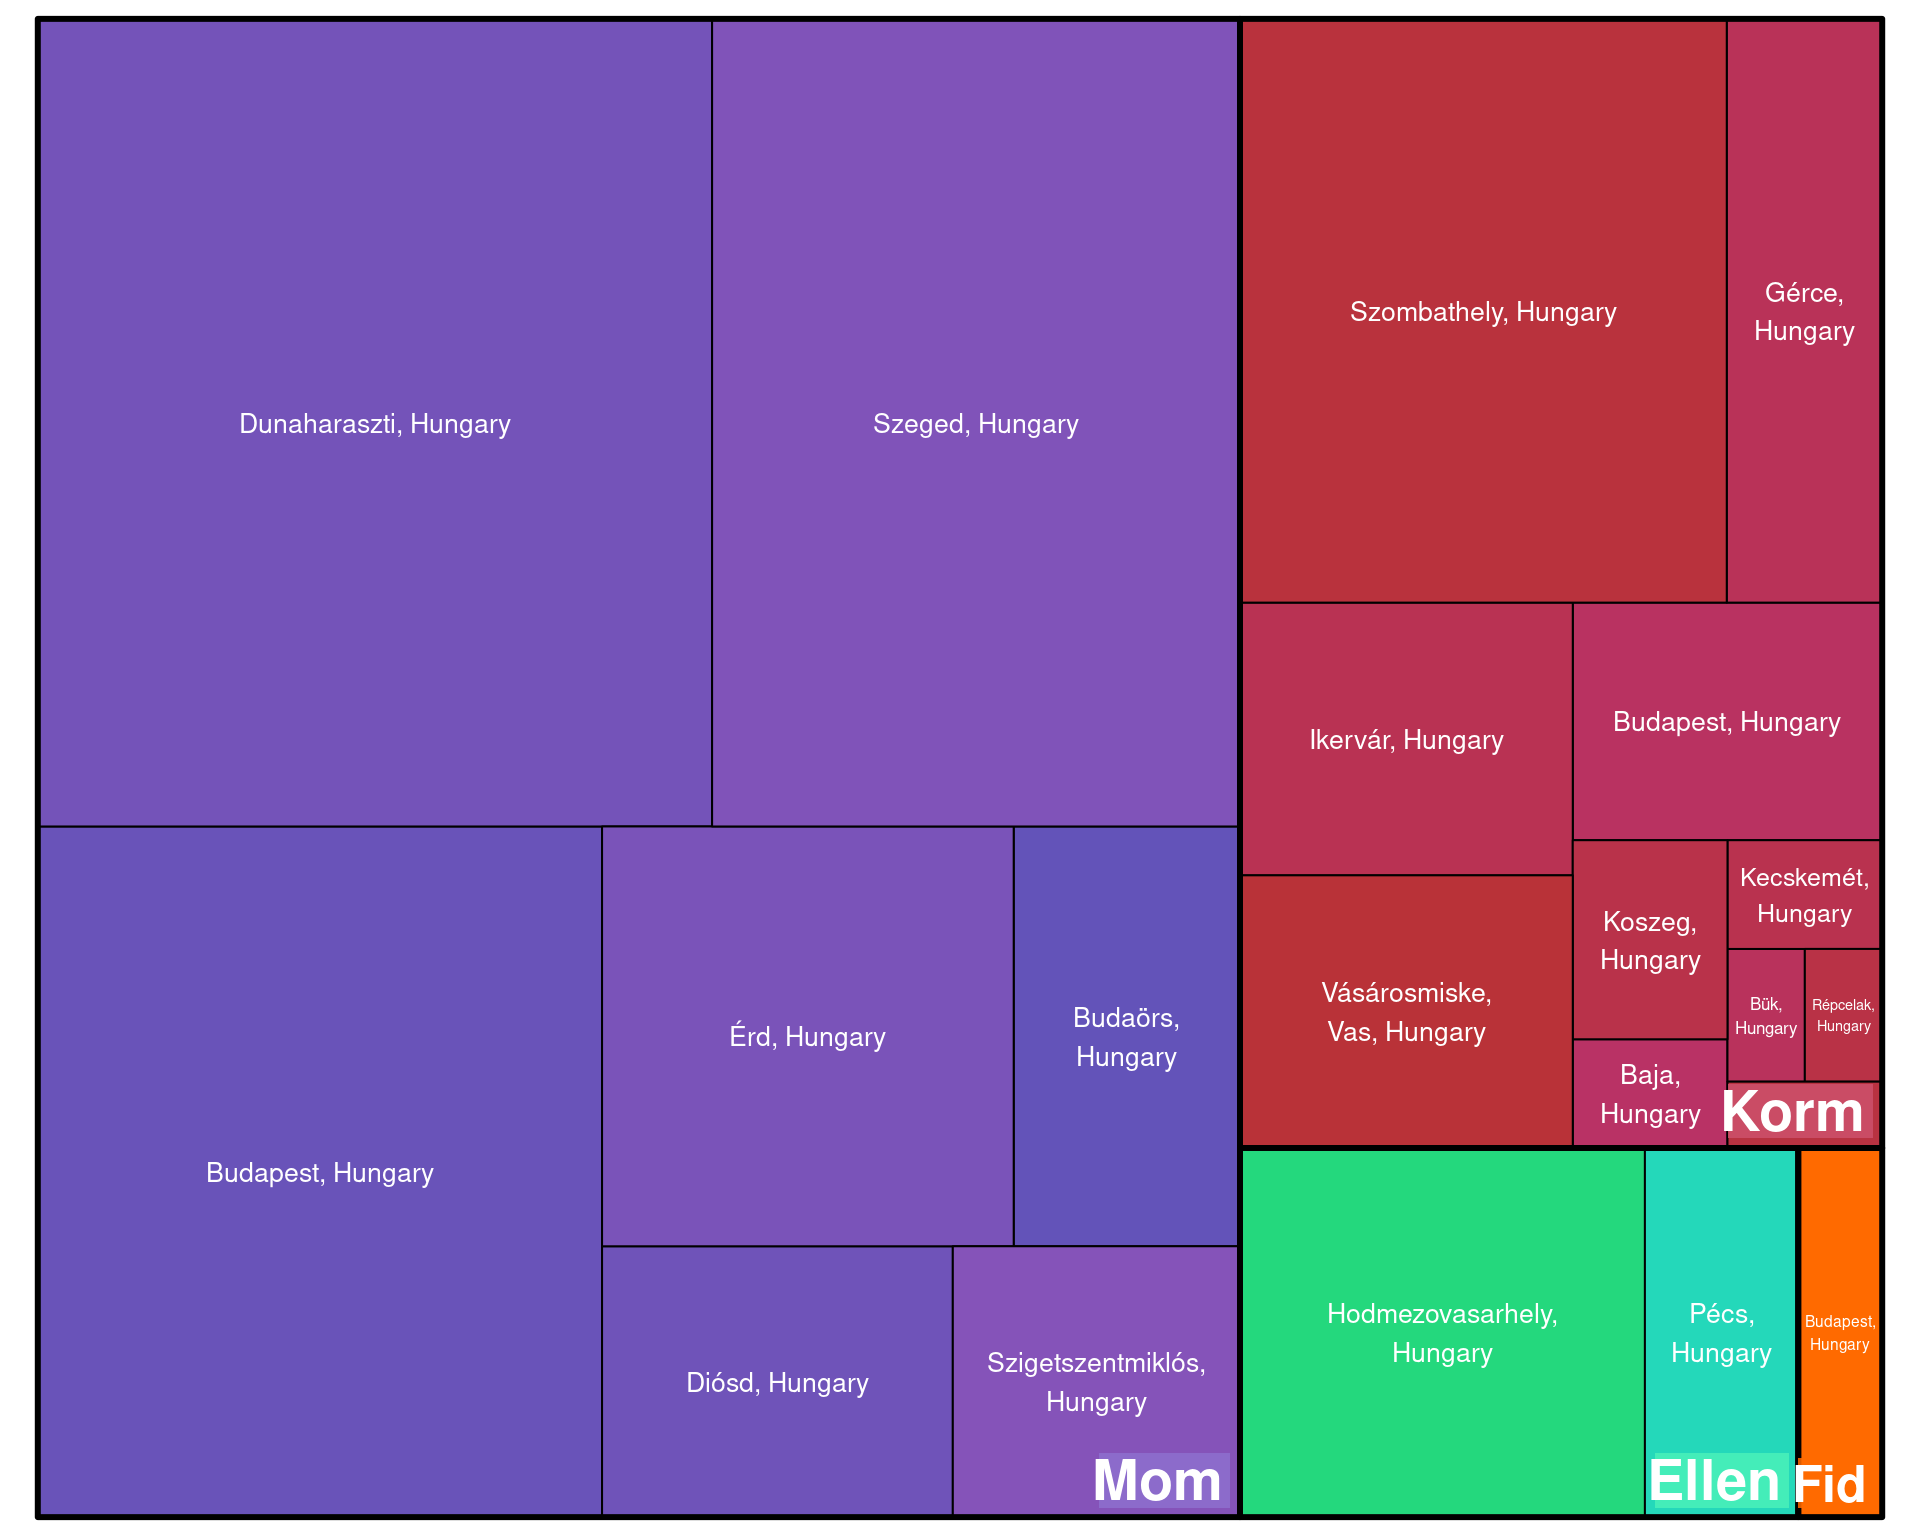 Dunaharaszti, Hungary
Szeged, Hungary
Budapest, Hungary
Érd, Hungary
Budaörs,
Hungary
Diósd, Hungary
Szigetszentmiklós,
Hungary
Mom
Szombathely, Hungary
Gérce,
Hungary
Ikervár, Hungary
Budapest, Hungary
Vásárosmiske,
Vas, Hungary
Koszeg,
Hungary
Kecskemét,
Hungary
Bük,
Hungary
Répcelak,
Hungary
Baja,
Hungary
Korm
Hodmezovasarhely,
Hungary
Pécs,
Hungary
Ellen
Budapest,
Hungary
Fid